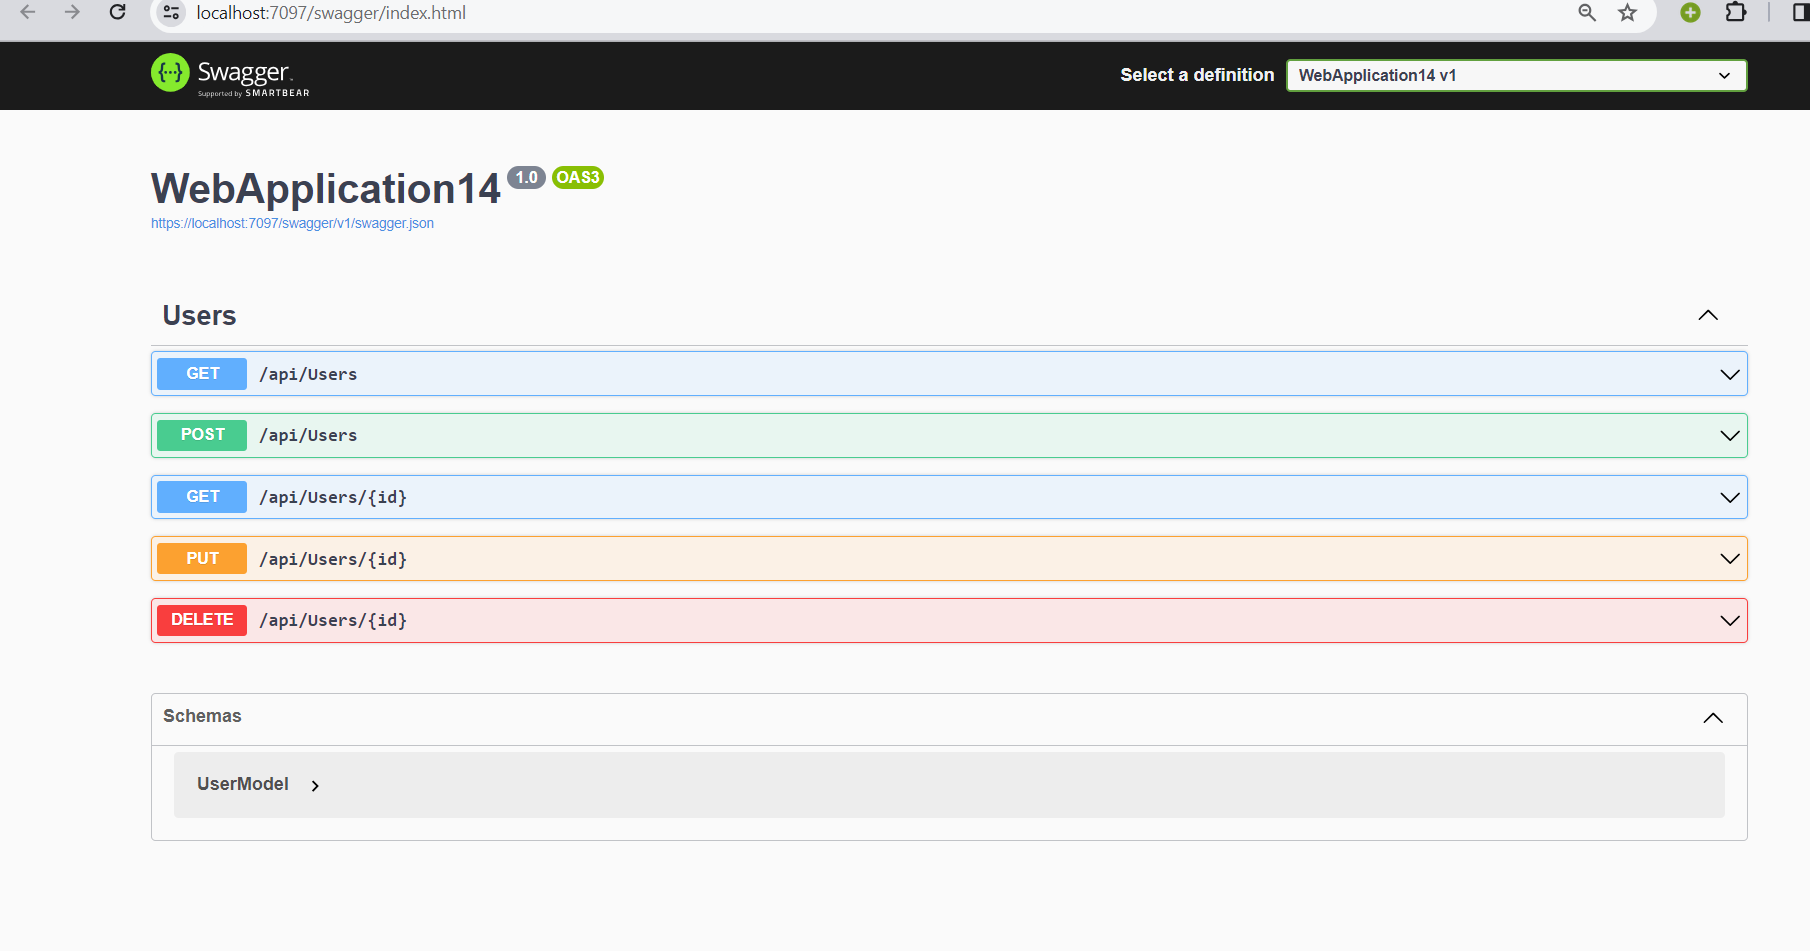 localhost:7097/swagger/index.html
Swagger.
Supported by SMARTBEAR
Select a definition
WebApplication14 v1
WebApplication14 1.0 OAS3
https://localhost:7097/swagger/v1/swagger.json
Users
GET /api/Users
POST /api/Users
GET /api/Users/{id}
PUT /api/Users/{id}
DELETE /api/Users/{id}
Schemas
UserModel